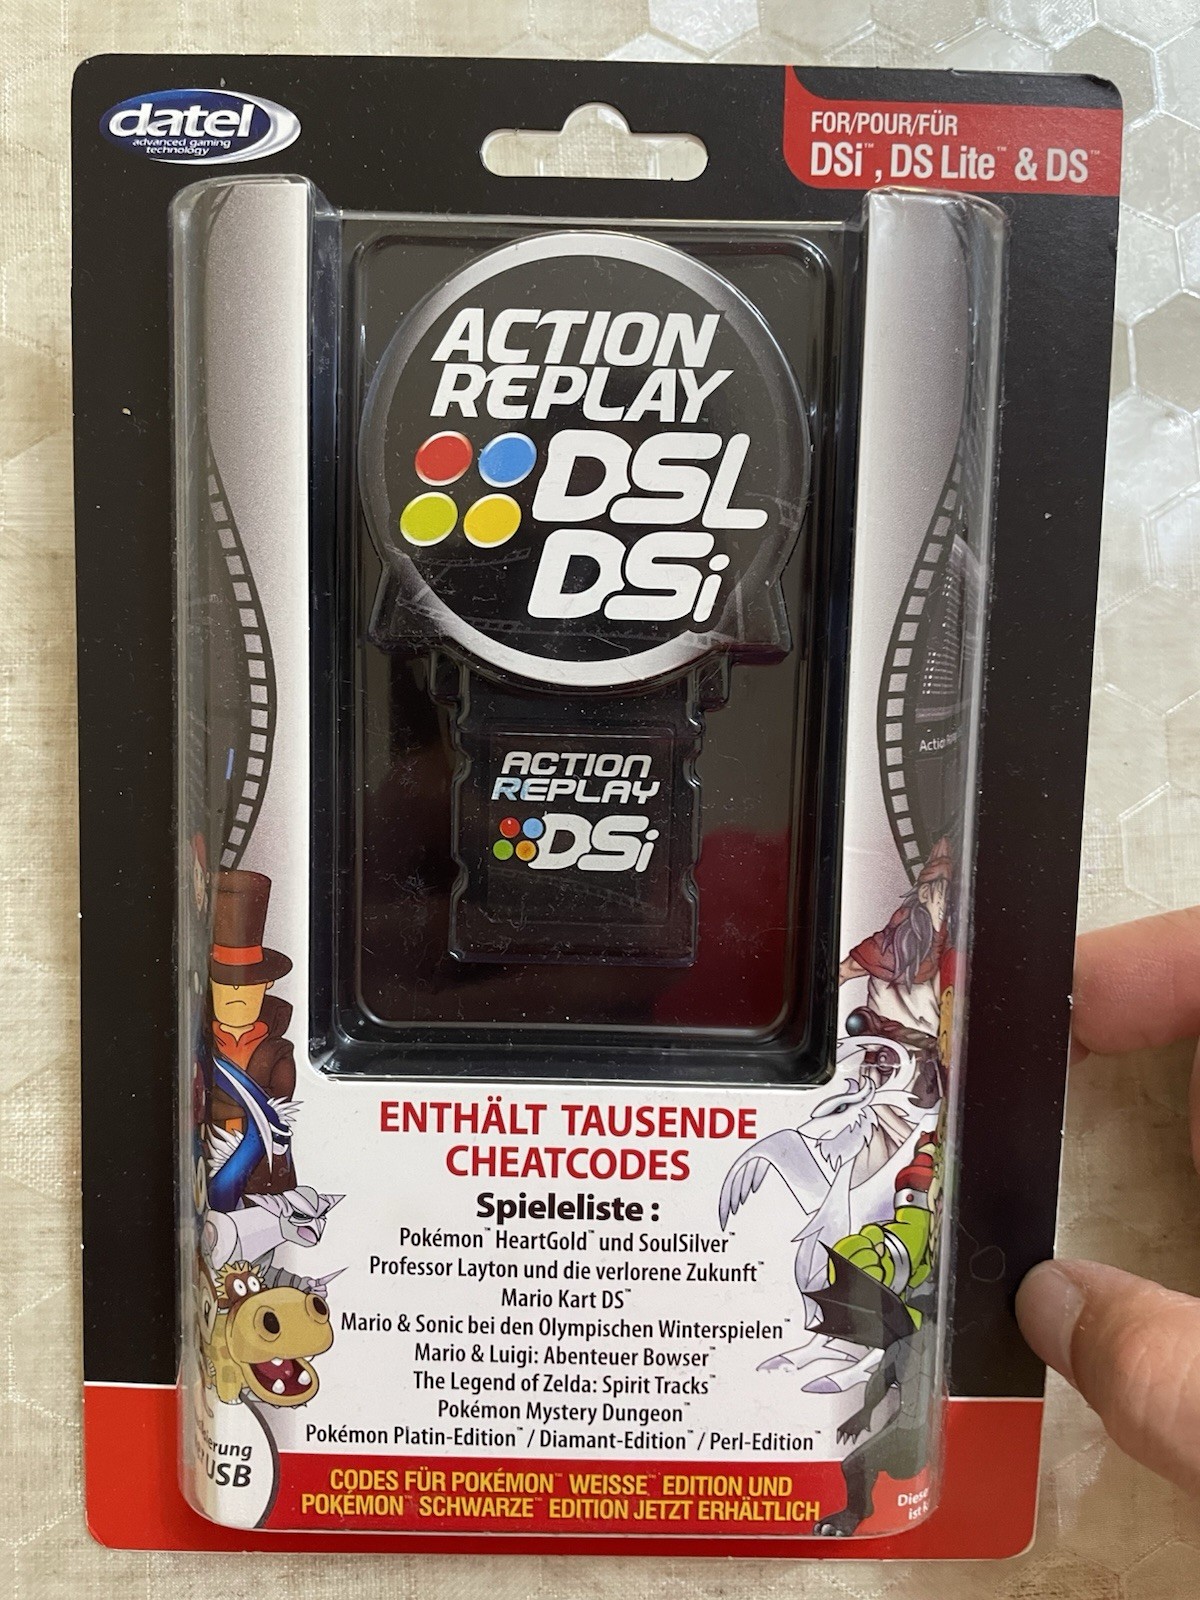 datel
advanced gaming
technology
FOR/POUR/FÜR
DSi™, DS Lite™ & DS™
ACTION
REPLAY
DSL
DSi
ACTION
REPLAY
DSi
Action
ENTHÄLT TAUSENDE
CHEATCODES
Spieleliste :
Pokémon™ HeartGold™ und SoulSilver™
Professor Layton und die verlorene Zukunft™
Mario Kart DS™
Mario & Sonic bei den Olympischen Winterspielen™
Mario & Luigi: Abenteuer Bowser™
The Legend of Zelda: Spirit Tracks™
Pokémon Mystery Dungeon™
Pokémon Platin-Edition™ / Diamant-Edition™ / Perl-Edition™
USB
CODES FÜR POKÉMON™ WEISSE™ EDITION UND
POKÉMON™ SCHWARZE™ EDITION JETZT ERHÄLTLICH
Diese
ist